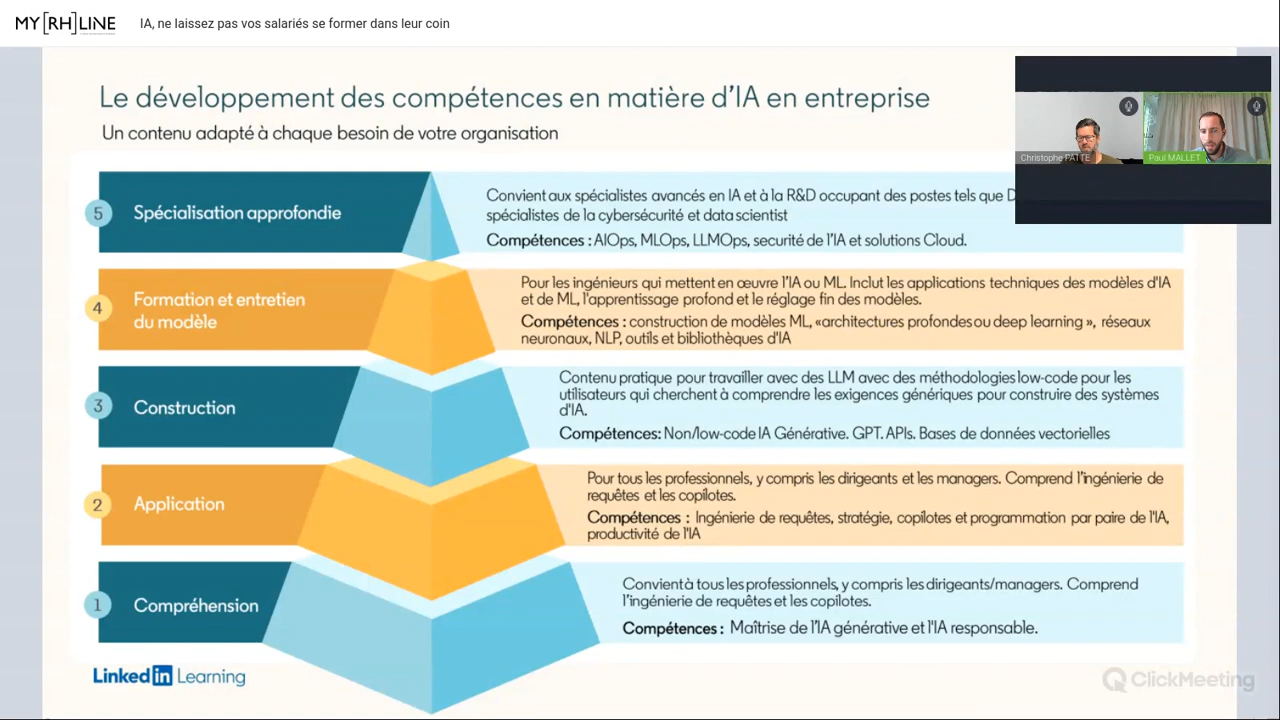 MY[RH]LINE
IA, ne laissez pas vos salariés se former dans leur coin
Le développement des compétences en matière d'IA en entreprise
Un contenu adapté à chaque besoin de votre organisation
Christophe PATTE
Paul MALLET
5
Spécialisation approfondie
Convient aux spécialistes avancés en IA et à la R&D occupant des postes tels que
spécialistes de la cybersécurité et data scientist
Compétences : AIOps, MLOps, LLMOps, securité de l'IA et solutions Cloud.
4
Formation et entretien
du modèle
Pour les ingénieurs qui mettent en œuvre l'IA ou ML. Inclut les applications techniques des modèles d'IA
et de ML, l'apprentissage profond et le réglage fin des modèles.
Compétences : construction de modèles ML, «architectures profondes ou deep learning », réseaux
neuronaux, NLP, outils et bibliothèques d'IA
3
Construction
Contenu pratique pour travailler avec des LLM avec des méthodologies low-code pour les
utilisateurs qui cherchent à comprendre les exigences génériques pour construire des systèmes
d'IA.
Compétences: Non/low-code IA Générative. GPT. APIs. Bases de données vectorielles
2
Application
Pour tous les professionnels, y compris les dirigeants et les managers. Comprend l'ingénierie de
requêtes et les copilotes.
Compétences : Ingénierie de requêtes, stratégie, copilotes et programmation par paire de l'IA,
productivité de l'IA
1
Compréhension
Convient à tous les professionnels, y compris les dirigeants/managers. Comprend
l'ingénierie de requêtes et les copilotes.
Compétences : Maîtrise de l'IA générative et l'IA responsable.
Linked in Learning
ClickMeeting